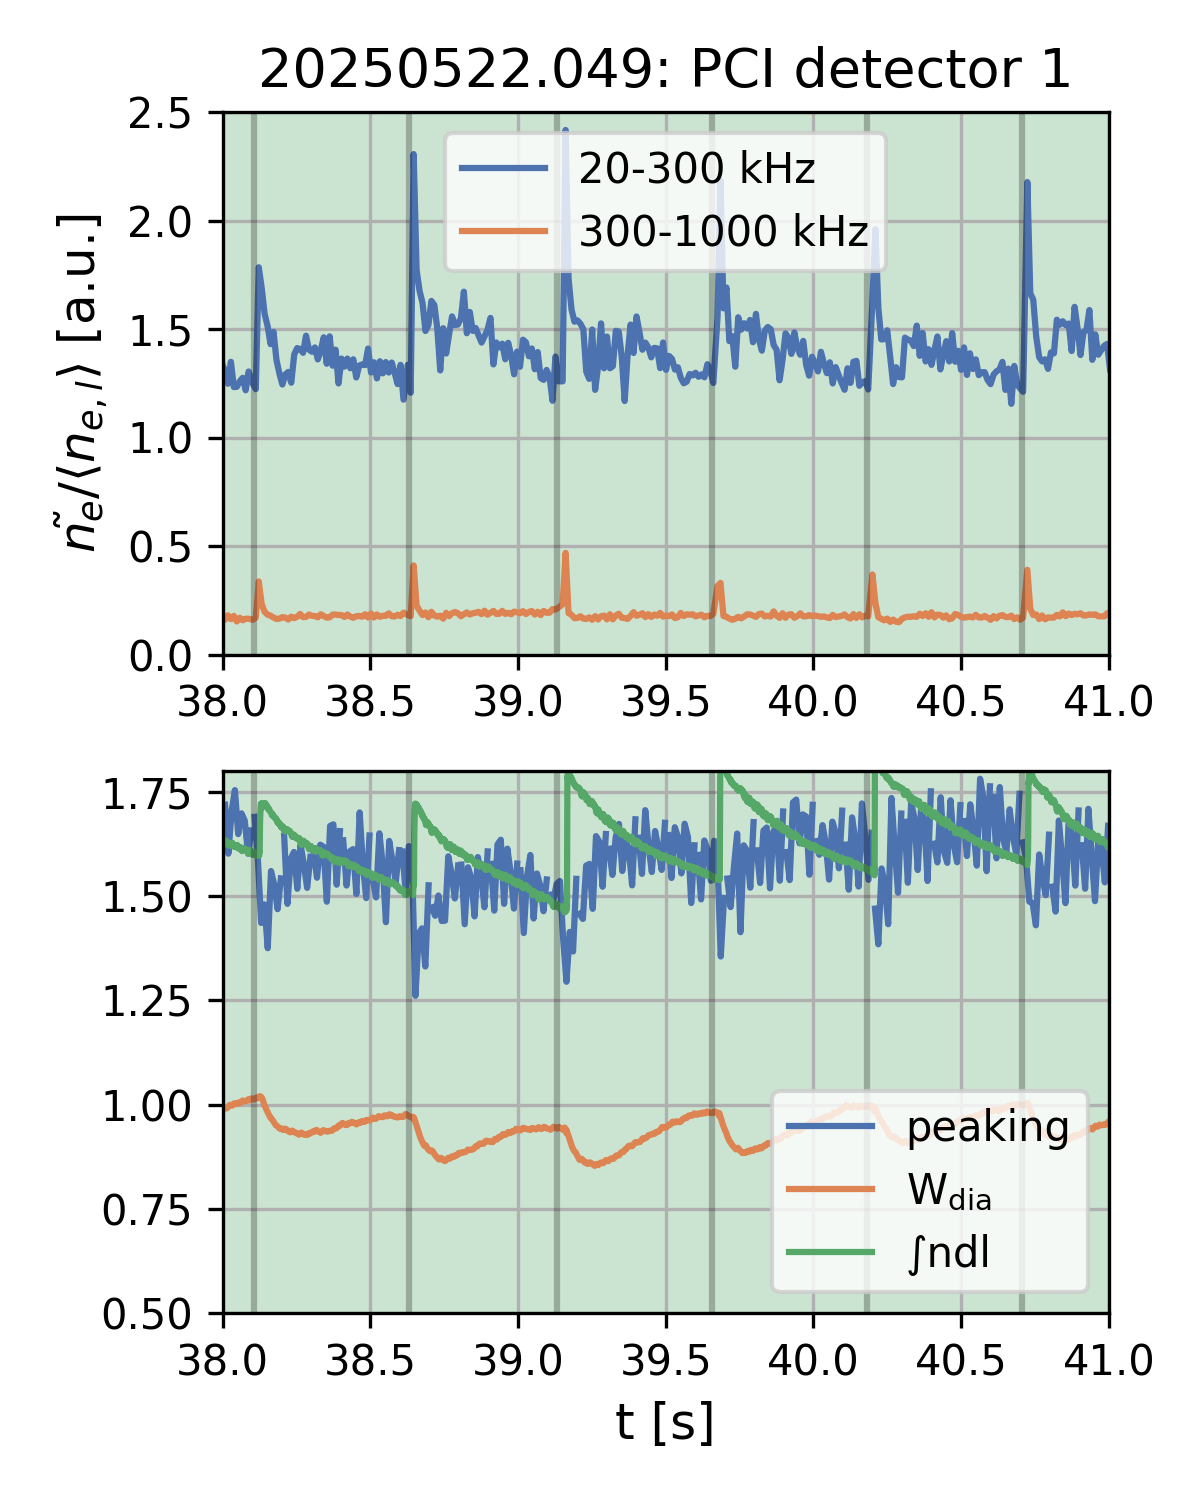 20250522.049: PCI detector 1
ñₑ/⟨nₑ,ₗ⟩ [a.u.]
2.5
2.0
1.5
1.0
0.5
0.0
20-300 kHz
300-1000 kHz
38.0 38.5 39.0 39.5 40.0 40.5 41.0
1.75
1.50
1.25
1.00
0.75
0.50
peaking
W_dia
∫ndl
38.0 38.5 39.0 39.5 40.0 40.5 41.0
t [s]